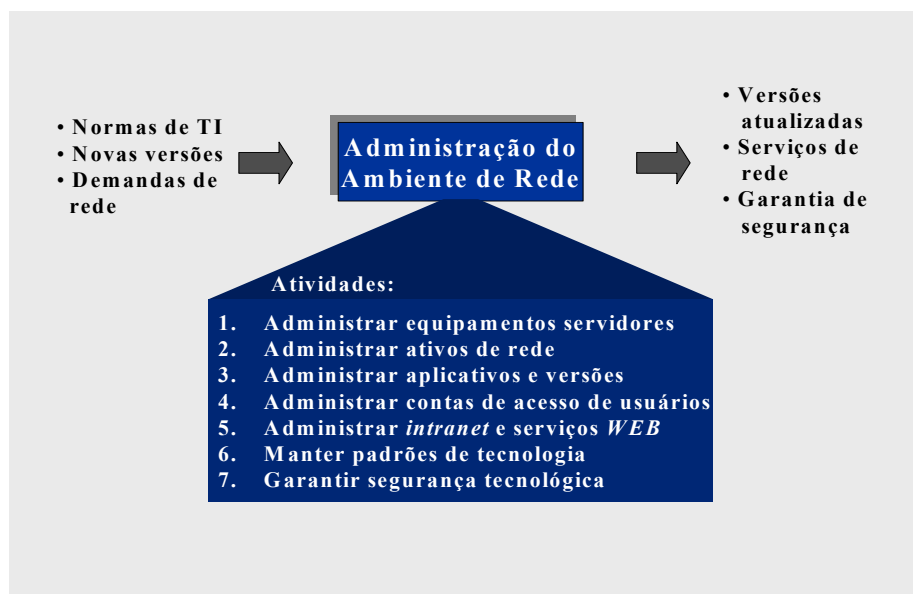 • Normas de TI
• Novas versões
• Demandas de
rede
Administração do
Ambiente de Rede
• Versões
atualizadas
• Serviços de
rede
• Garantia de
segurança
Atividades:
1. Administrar equipamentos servidores
2. Administrar ativos de rede
3. Administrar aplicativos e versões
4. Administrar contas de acesso de usuários
5. Administrar intranet e serviços WEB
6. Manter padrões de tecnologia
7. Garantir segurança tecnológica